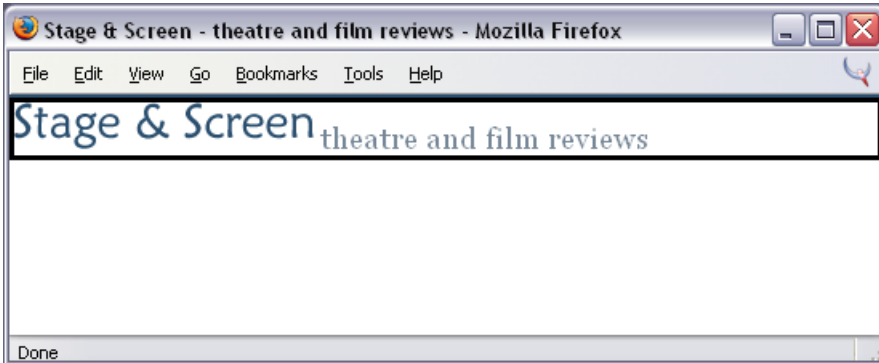 Stage & Screen - theatre and film reviews - Mozilla Firefox
File Edit View Go Bookmarks Tools Help
Stage & Screen theatre and film reviews
Done